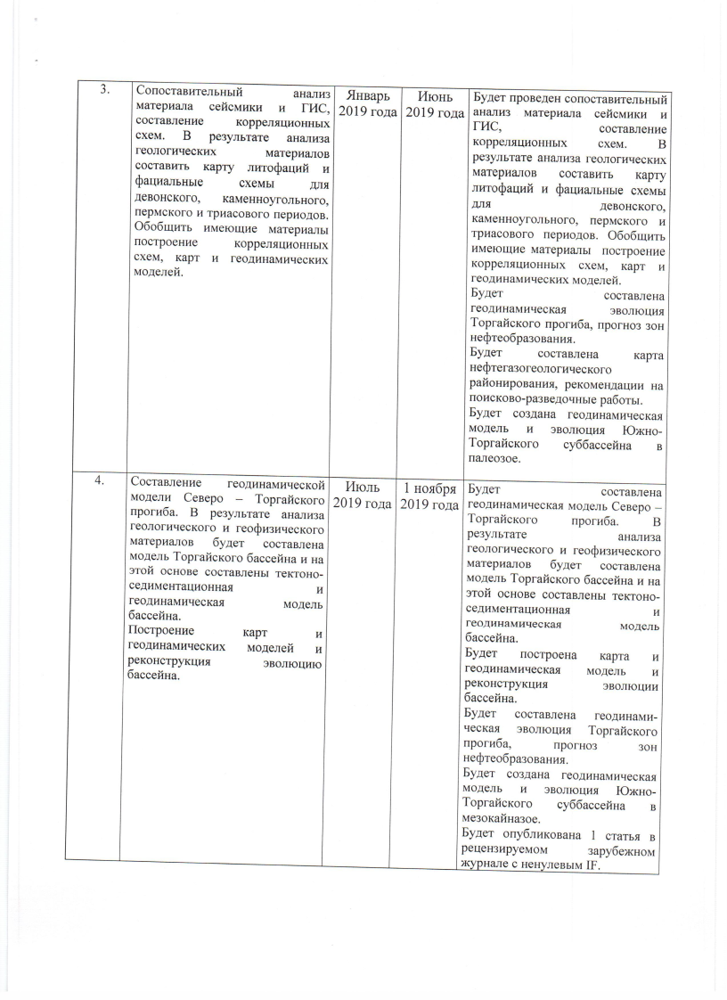 3.
Сопоставительный анализ
материала сейсмики и ГИС,
составление корреляционных
схем. В результате анализа
геологических материалов
составить карту литофаций и
фациальные схемы для
девонского, каменноугольного,
пермского и триасового периодов.
Обобщить имеющие материалы
построение корреляционных
схем, карт и геодинамических
моделей.
Январь
2019 года
Июнь
2019 года
Будет проведен сопоставительный
анализ материала сейсмики и
ГИС, составление
корреляционных схем. В
результате анализа геологических
материалов составить карту
литофаций и фациальные схемы
для девонского,
каменноугольного, пермского и
триасового периодов. Обобщить
имеющие материалы построение
корреляционных схем, карт и
геодинамических моделей.
Будет составлена
геодинамическая эволюция
Торгайского прогиба, прогноз зон
нефтеобразования.
Будет составлена карта
нефтегазогеологического
районирования, рекомендации на
поисково-разведочные работы.
Будет создана геодинамическая
модель и эволюция Южно-
Торгайского суббассейна в
палеозое.
4.
Составление геодинамической
модели Северо – Торгайского
прогиба. В результате анализа
геологического и геофизического
материалов будет составлена
модель Торгайского бассейна и на
этой основе составлены тектоно-
седиментационная и
геодинамическая модель
бассейна.
Построение карт и
геодинамических моделей и
реконструкция эволюцию
бассейна.
Июль
2019 года
1 ноября
2019 года
Будет составлена
геодинамическая модель Северо –
Торгайского прогиба. В
результате анализа
геологического и геофизического
материалов будет составлена
модель Торгайского бассейна и на
этой основе составлены тектоно-
седиментационная и
геодинамическая модель
бассейна.
Будет построена карта и
геодинамическая модель и
реконструкция эволюции
бассейна.
Будет составлена геодинами-
ческая эволюция Торгайского
прогиба, прогноз зон
нефтеобразования.
Будет создана геодинамическая
модель и эволюция Южно-
Торгайского суббассейна в
мезокайназое.
Будет опубликована 1 статья в
рецензируемом зарубежном
журнале с ненулевым IF.